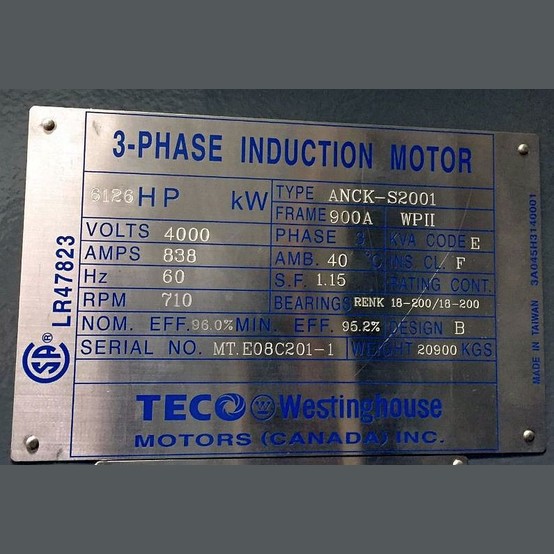 3-PHASE INDUCTION MOTOR
6126 HP kW TYPE ANCK-S2001
FRAME 900A WPII
VOLTS 4000 PHASE 3 KVA CODE E
AMPS 838 AMB. 40 °C INS. CL. F
Hz 60 S.F. 1.15 RATING CONT.
RPM 710 BEARINGS RENK 18-200/18-200
NOM. EFF. 96.0% MIN. EFF. 95.2% DESIGN B
SERIAL NO. MT.E08C201-1 WEIGHT 20900 KGS
TECO Westinghouse
MOTORS (CANADA) INC.
LR47823
SA ®
MADE IN TAIWAN 3A045H3140001